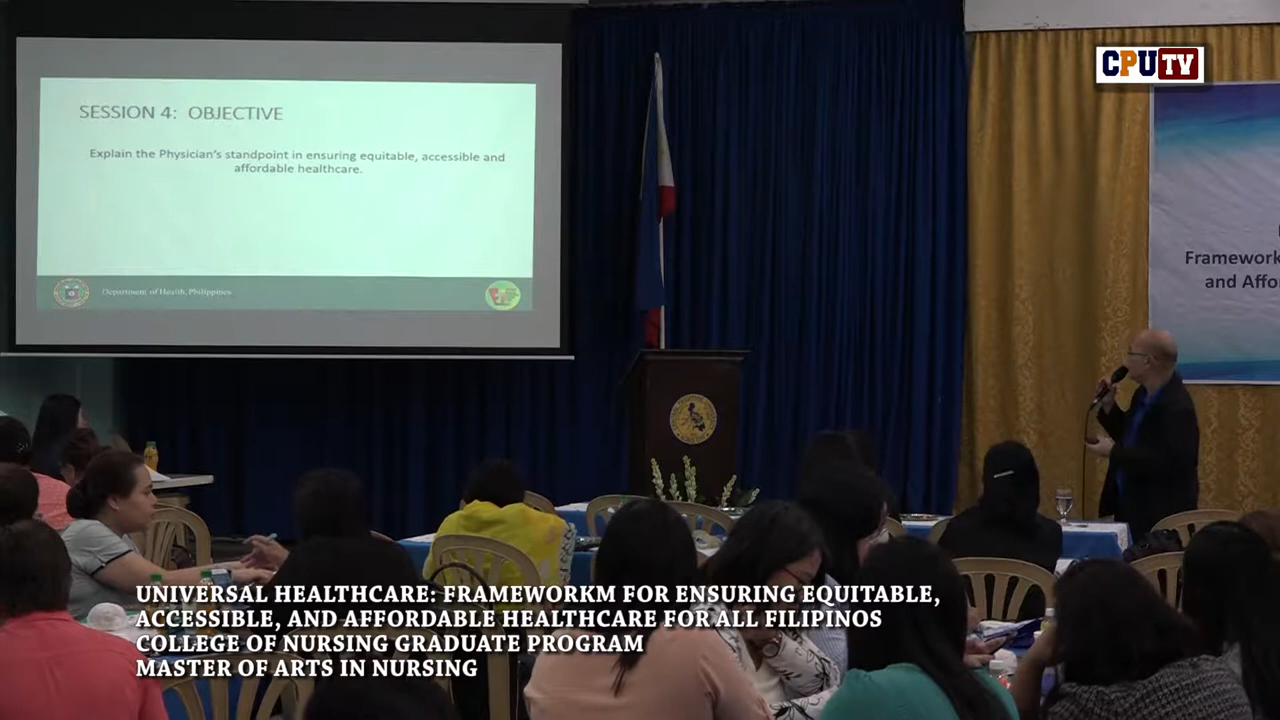 CPUTV
SESSION 4: OBJECTIVE
Explain the Physician's standpoint in ensuring equitable, accessible and
affordable healthcare.
Department of Health, Philippines
Framework
and Affo
UNIVERSAL HEALTHCARE: FRAMEWORKM FOR ENSURING EQUITABLE,
ACCESSIBLE, AND AFFORDABLE HEALTHCARE FOR ALL FILIPINOS
COLLEGE OF NURSING GRADUATE PROGRAM
MASTER OF ARTS IN NURSING